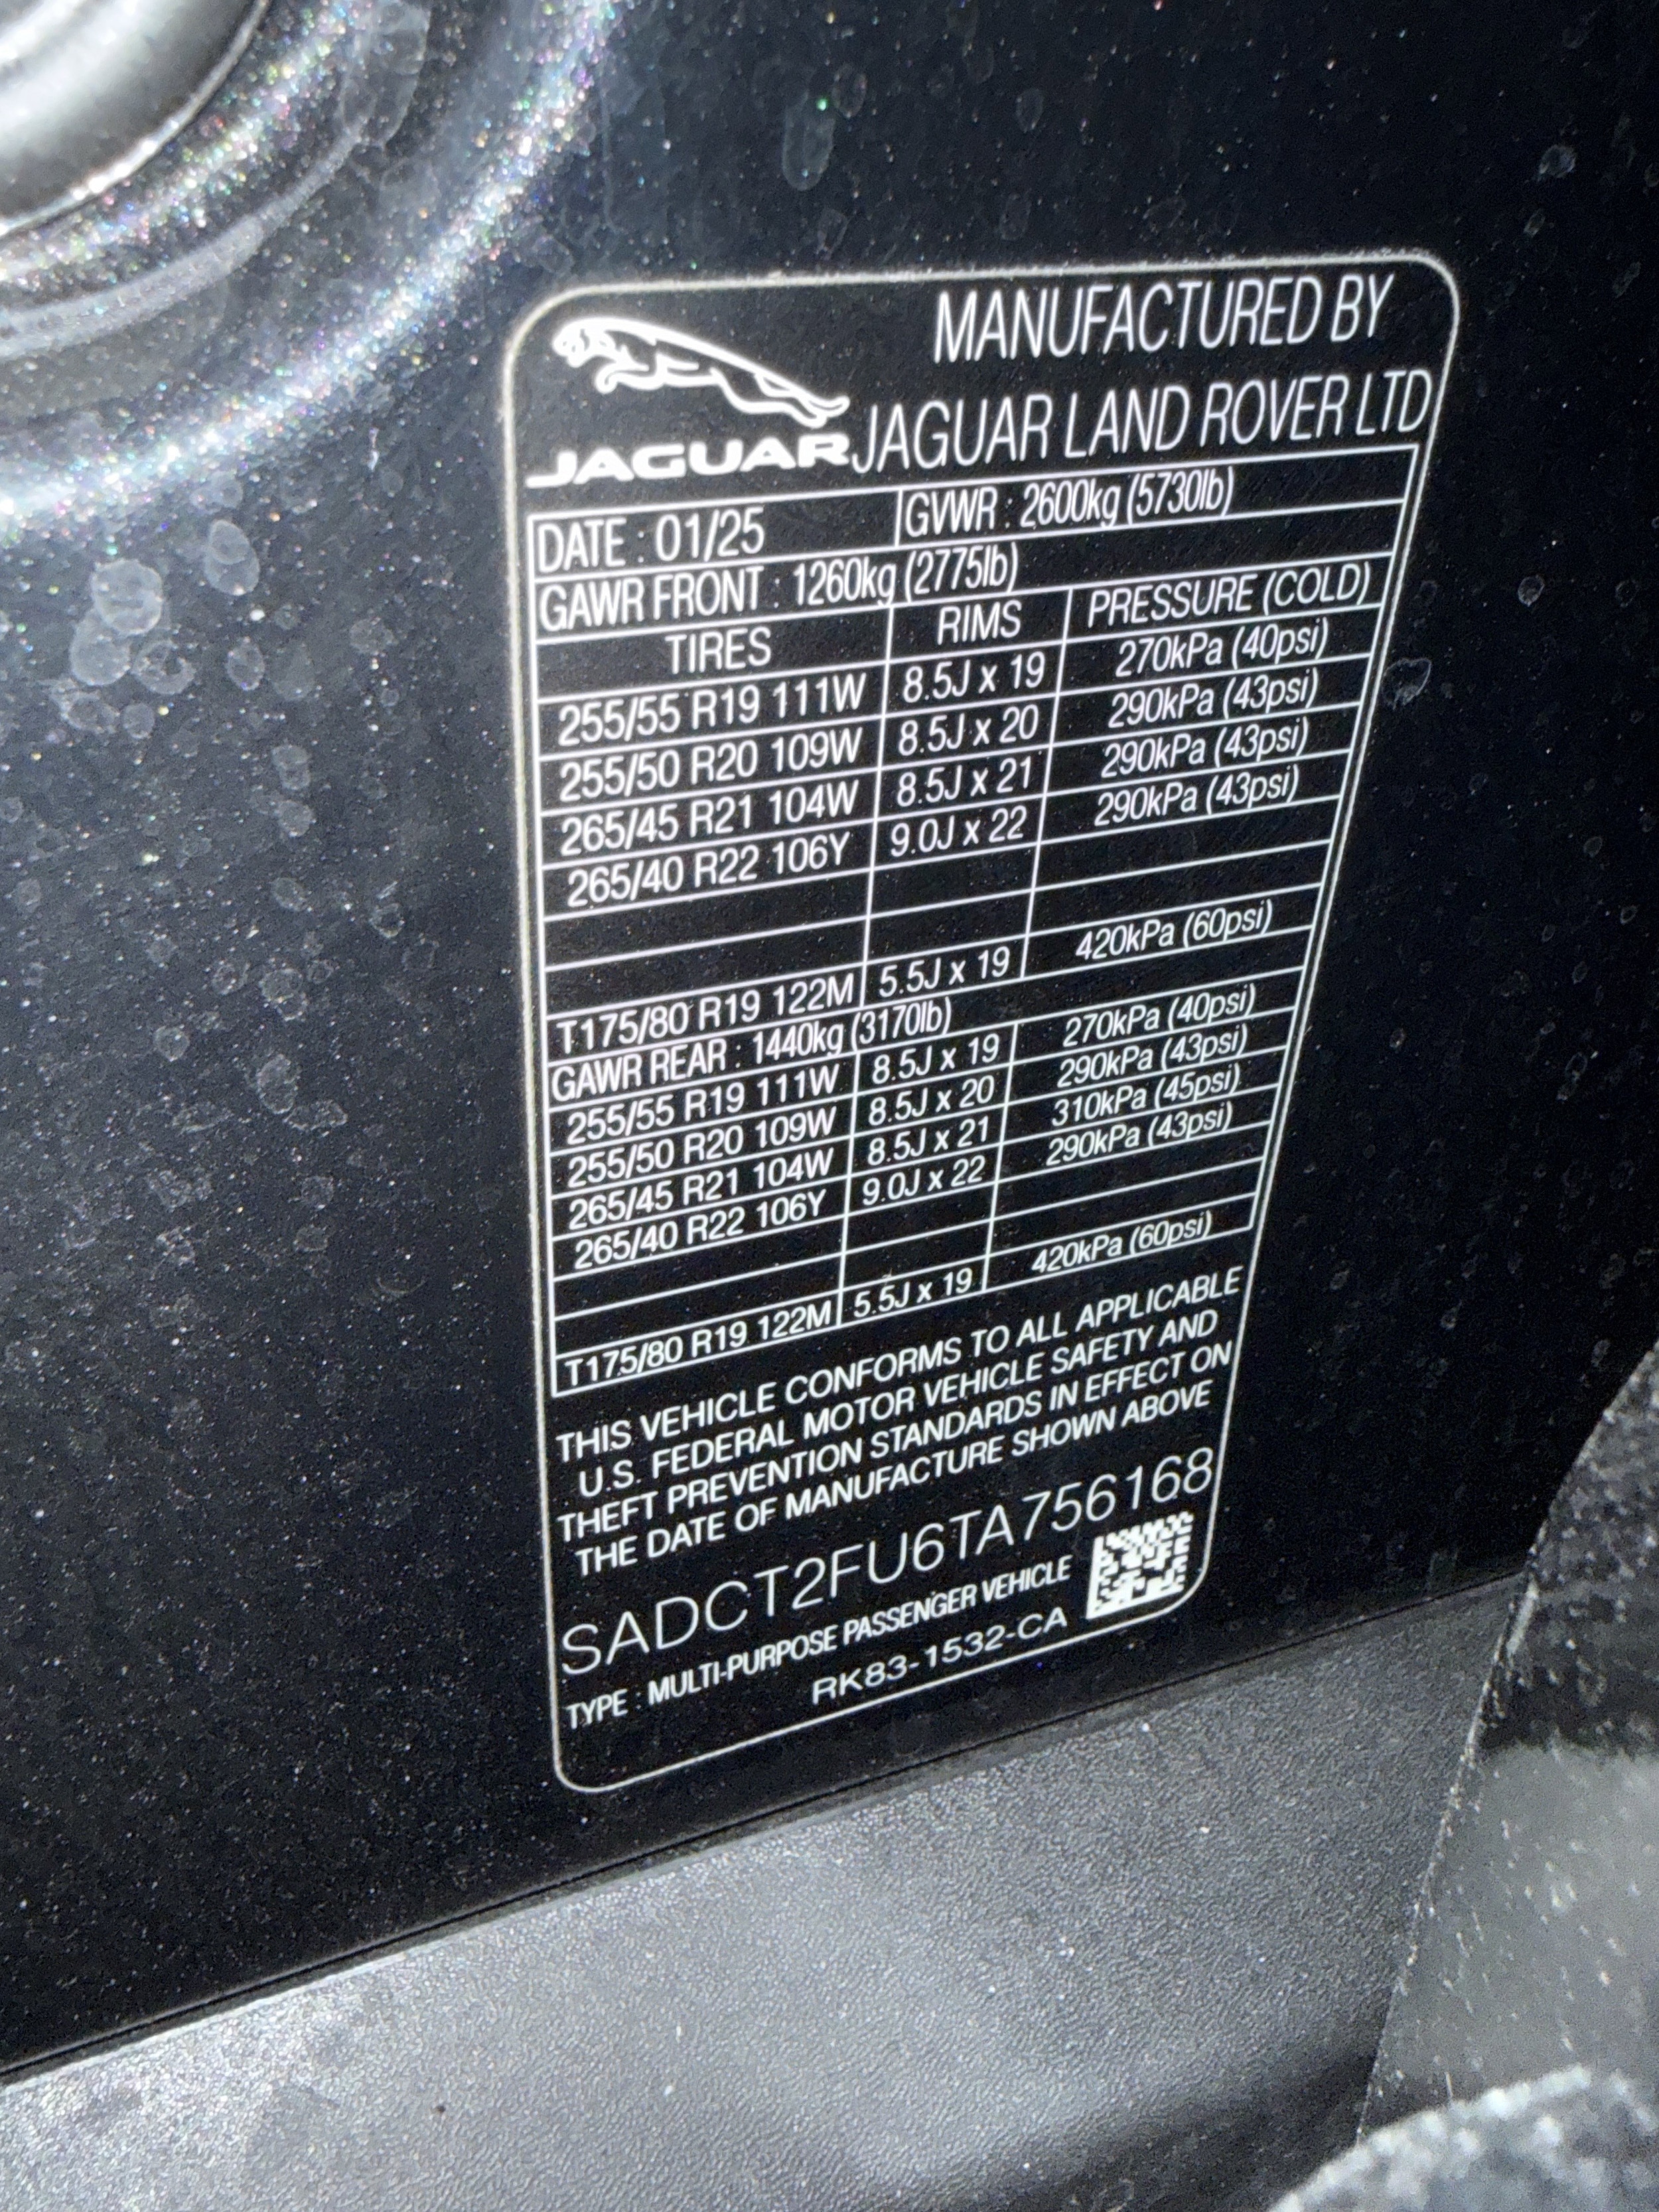 MANUFACTURED BY
JAGUAR JAGUAR LAND ROVER LTD
DATE : 01/25 GVWR : 2600kg (5730lb)
GAWR FRONT : 1260kg (2775lb)
TIRES RIMS PRESSURE (COLD)
255/55 R19 111W 8.5J x 19 270kPa (40psi)
255/50 R20 109W 8.5J x 20 290kPa (43psi)
265/45 R21 104W 8.5J x 21 290kPa (43psi)
265/40 R22 106Y 9.0J x 22 290kPa (43psi)
T175/80 R19 122M 5.5J x 19 420kPa (60psi)
GAWR REAR : 1440kg (3170lb)
255/55 R19 111W 8.5J x 19 270kPa (40psi)
255/50 R20 109W 8.5J x 20 290kPa (43psi)
265/45 R21 104W 8.5J x 21 310kPa (45psi)
265/40 R22 106Y 9.0J x 22 290kPa (43psi)
T175/80 R19 122M 5.5J x 19 420kPa (60psi)
THIS VEHICLE CONFORMS TO ALL APPLICABLE
U.S. FEDERAL MOTOR VEHICLE SAFETY AND
THEFT PREVENTION STANDARDS IN EFFECT ON
THE DATE OF MANUFACTURE SHOWN ABOVE
SADCT2FU6TA756168
TYPE : MULTI-PURPOSE PASSENGER VEHICLE
RK83-1532-CA